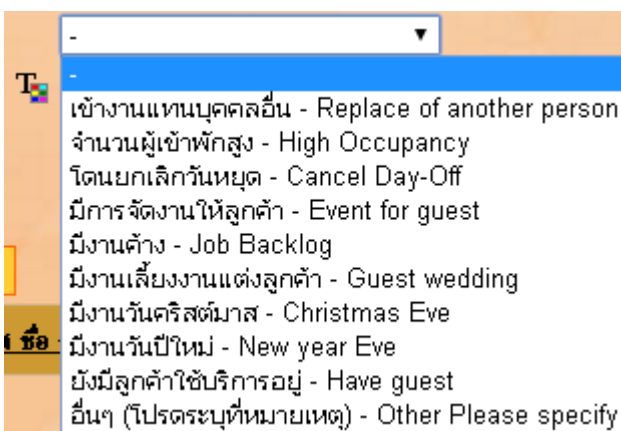 -
T
-
เข้างานแทนบุคคลอื่น - Replace of another person
จำนวนผู้เข้าพักสูง - High Occupancy
โดนยกเลิกวันหยุด - Cancel Day-Off
มีการจัดงานให้ลูกค้า - Event for guest
มีงานค้าง - Job Backlog
มีงานเลี้ยงงานแต่งลูกค้า - Guest wedding
มีงานวันคริสต์มาส - Christmas Eve
ชื่อ
มีงานวันปีใหม่ - New year Eve
ยังมีลูกค้าใช้บริการอยู่ - Have guest
อื่นๆ (โปรดระบุที่หมายเหตุ) - Other Please specify